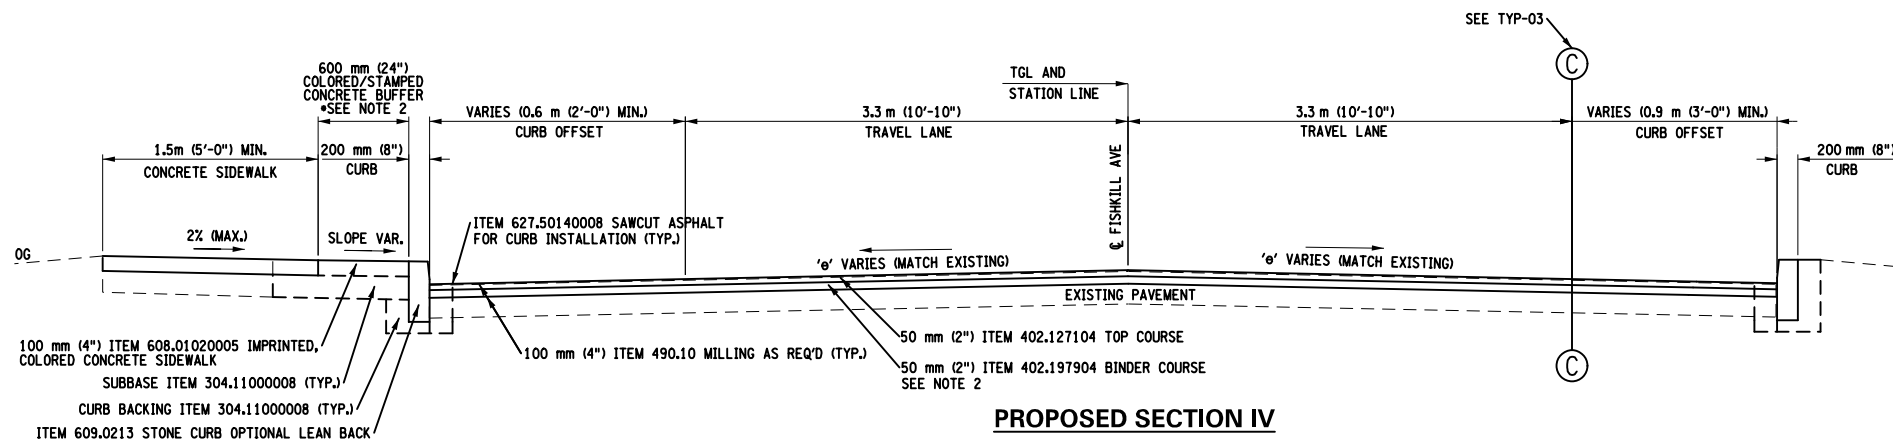 SEE TYP-03
C
600 mm (24")
COLORED/STAMPED
CONCRETE BUFFER
*SEE NOTE 2
TGL AND
STATION LINE
VARIES (0.6 m (2'-0") MIN.)
CURB OFFSET
3.3 m (10'-10")
TRAVEL LANE
3.3 m (10'-10")
TRAVEL LANE
VARIES (0.9 m (3'-0") MIN.)
CURB OFFSET
1.5m (5'-0") MIN.
CONCRETE SIDEWALK
200 mm (8")
CURB
200 mm (8")
CURB
℄ FISHKILL AVE
ITEM 627.50140008 SAWCUT ASPHALT
FOR CURB INSTALLATION (TYP.)
OG
2% (MAX.)
SLOPE VAR.
'e' VARIES (MATCH EXISTING)
'e' VARIES (MATCH EXISTING)
EXISTING PAVEMENT
100 mm (4") ITEM 608.01020005 IMPRINTED,
COLORED CONCRETE SIDEWALK
100 mm (4") ITEM 490.10 MILLING AS REQ'D (TYP.)
50 mm (2") ITEM 402.127104 TOP COURSE
50 mm (2") ITEM 402.197904 BINDER COURSE
SEE NOTE 2
C
SUBBASE ITEM 304.11000008 (TYP.)
CURB BACKING ITEM 304.11000008 (TYP.)
ITEM 609.0213 STONE CURB OPTIONAL LEAN BACK
PROPOSED SECTION IV